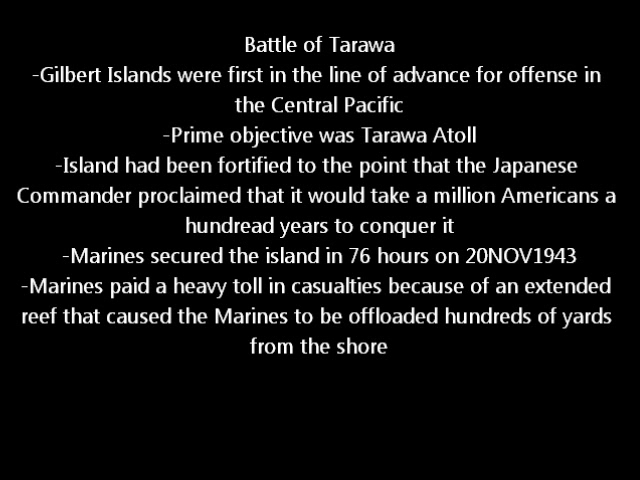 Battle of Tarawa
-Gilbert Islands were first in the line of advance for offense in
the Central Pacific
-Prime objective was Tarawa Atoll
-Island had been fortified to the point that the Japanese
Commander proclaimed that it would take a million Americans a
hundread years to conquer it
-Marines secured the island in 76 hours on 20NOV1943
-Marines paid a heavy toll in casualties because of an extended
reef that caused the Marines to be offloaded hundreds of yards
from the shore